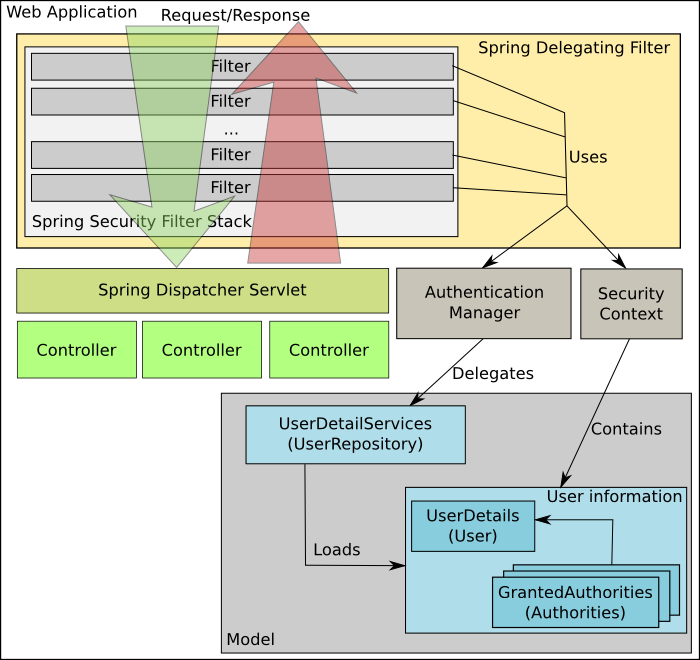 Web Application
Request/Response
Spring Delegating Filter
Filter
Filter
...
Filter
Filter
Uses
Spring Security Filter Stack
Spring Dispatcher Servlet
Authentication
Manager
Security
Context
Controller
Controller
Controller
Delegates
UserDetailServices
(UserRepository)
Contains
User information
UserDetails
(User)
Loads
GrantedAuthorities
(Authorities)
Model